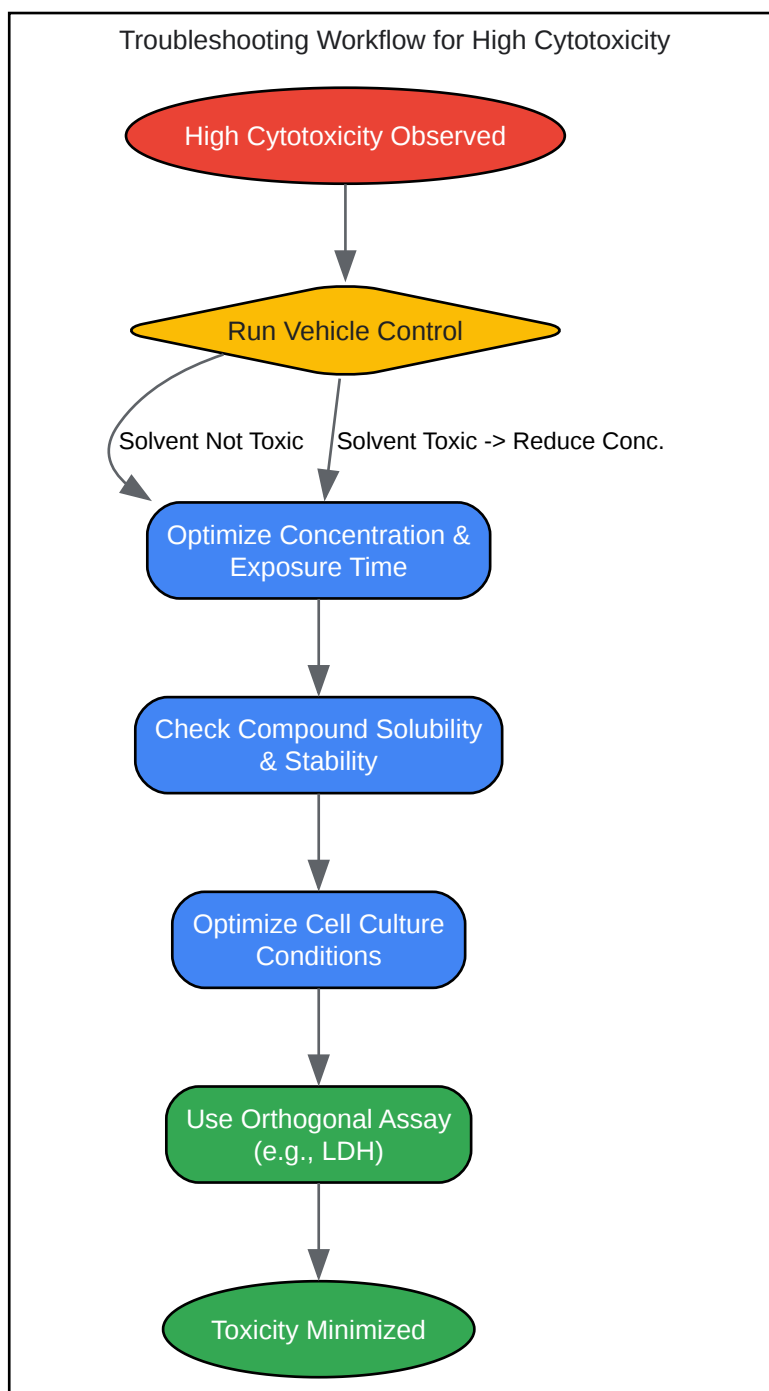 Troubleshooting Workflow for High Cytotoxicity
High Cytotoxicity Observed
Run Vehicle Control
Solvent Not Toxic
Solvent Toxic -> Reduce Conc.
Optimize Concentration &
Exposure Time
Check Compound Solubility
& Stability
Optimize Cell Culture
Conditions
Use Orthogonal Assay
(e.g., LDH)
Toxicity Minimized